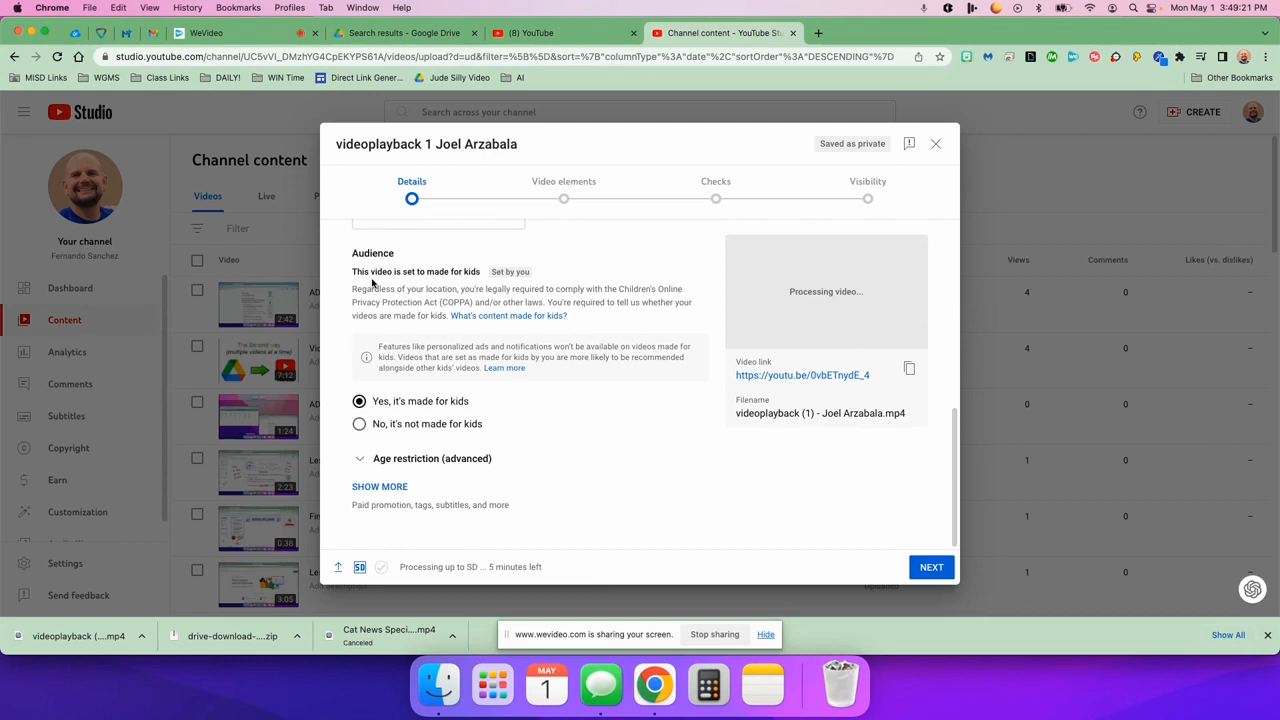 Chrome File Edit View History Bookmarks Profiles Tab Window Help Mon May 1 3:49:21 PM
WeVideo Search results - Google Drive (8) YouTube Channel content - YouTube Stu
studio.youtube.com/channel/UC5vVI_DMzhYG4CpEKYPS61A/videos/upload?d=ud&filter=%5B%5D&sort=%7B"columnType"%3A"date"%2C"sortOrder"%3A"DESCENDING"%7D
MISD Links WGMS Class Links DAILY! WIN Time Direct Link Gener... Jude Silly Video AI Other Bookmarks
Studio Search across your channel CREATE
Channel content
Videos Live
Filter
Your channel
Fernando Sanchez
Dashboard
Content
Analytics
Comments
Subtitles
Copyright
Earn
Customization
Settings
Send feedback
Video Views Comments Likes (vs. dislikes)
2:42 4 0 –
The Second way
(multiple videos at a time)
7:12 4 0 –
1:24 2 0 –
2:23 1 0 –
0:38 1 0 –
3:05 1 0 –
videoplayback 1 Joel Arzabala Saved as private
Details Video elements Checks Visibility
Audience
This video is set to made for kids Set by you
Regardless of your location, you're legally required to comply with the Children's Online
Privacy Protection Act (COPPA) and/or other laws. You're required to tell us whether your
videos are made for kids. What's content made for kids?
Features like personalized ads and notifications won't be available on videos made for
kids. Videos that are set as made for kids by you are more likely to be recommended
alongside other kids' videos. Learn more
Yes, it's made for kids
No, it's not made for kids
Age restriction (advanced)
SHOW MORE
Paid promotion, tags, subtitles, and more
Processing video...
Video link
https://youtu.be/0vbETnydE_4
Filename
videoplayback (1) - Joel Arzabala.mp4
SD Processing up to SD ... 5 minutes left NEXT
videoplayback (....mp4 drive-download-....zip Cat News Speci....mp4
Canceled
www.wevideo.com is sharing your screen. Stop sharing Hide
Show All
MAY
1